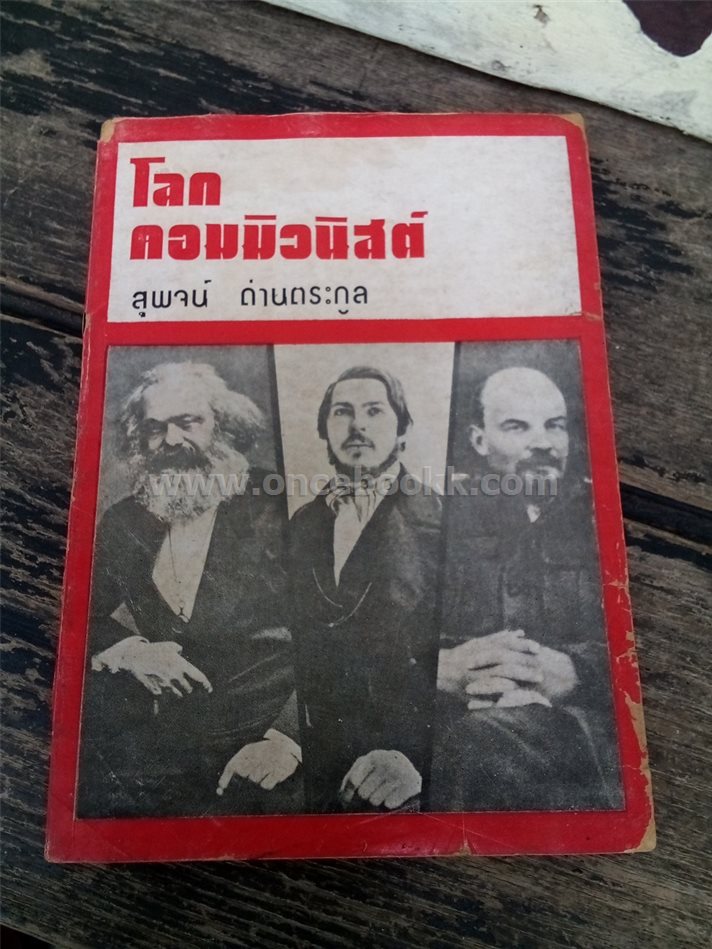 โลก
คอมมิวนิสต์
สุพจน์ ด่านตระกูล
www.oncebookk.com